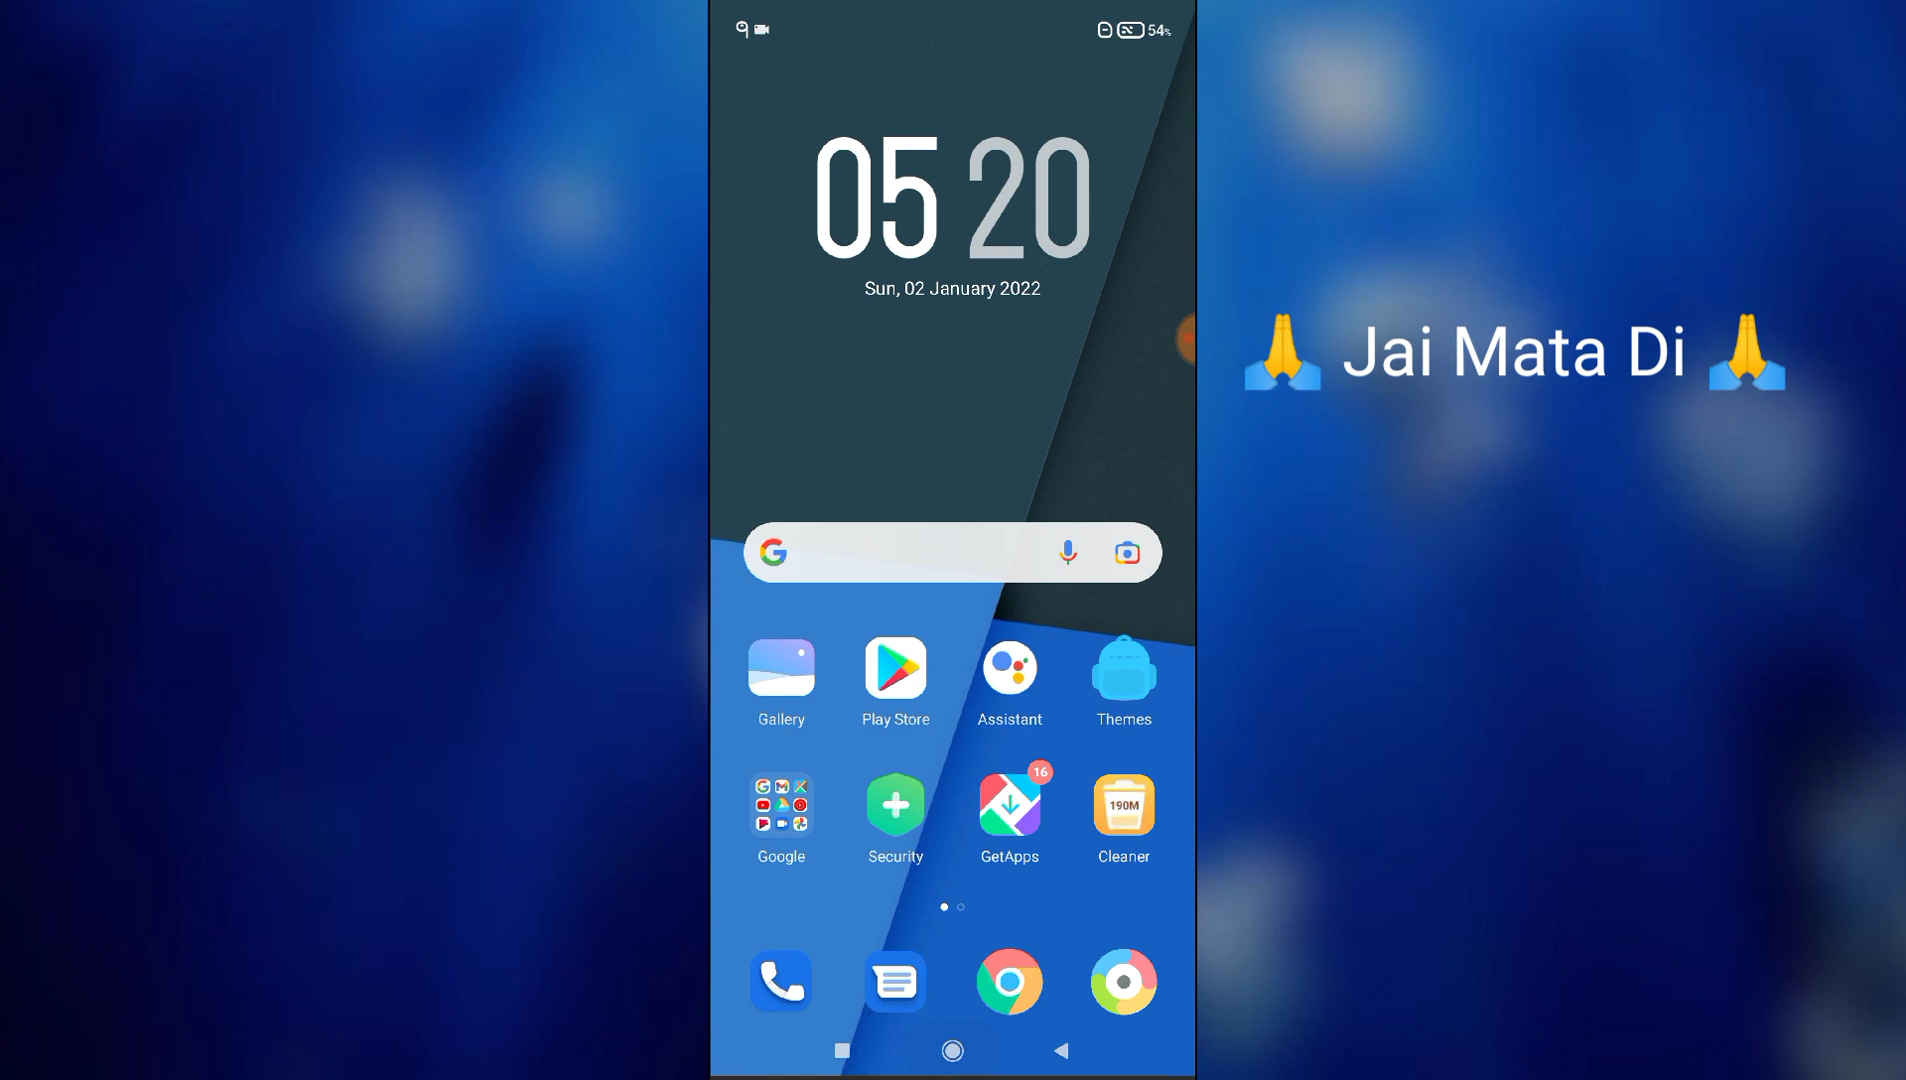 54%
05 20
Sun, 02 January 2022
🙏 Jai Mata Di 🙏
Gallery
Play Store
Assistant
Themes
16
190M
Google
Security
GetApps
Cleaner